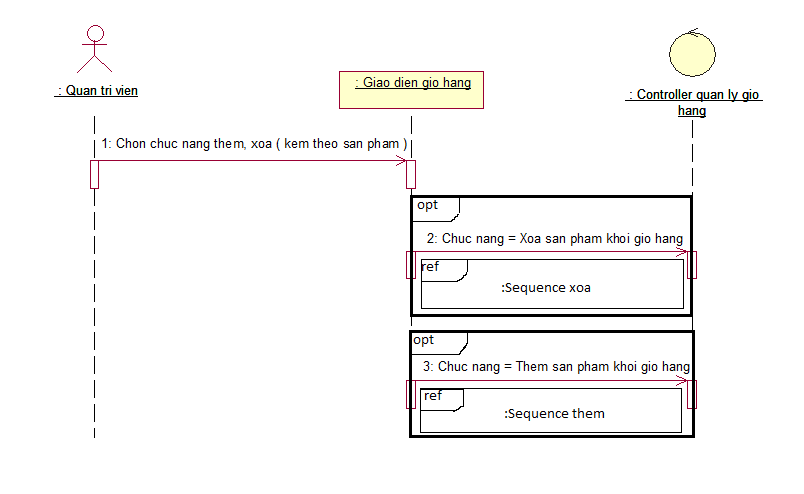 : Quan tri vien
: Giao dien gio hang
: Controller quan ly gio
hang
1: Chon chuc nang them, xoa ( kem theo san pham )
opt
2: Chuc nang = Xoa san pham khoi gio hang
ref
:Sequence xoa
opt
3: Chuc nang = Them san pham khoi gio hang
ref
:Sequence them